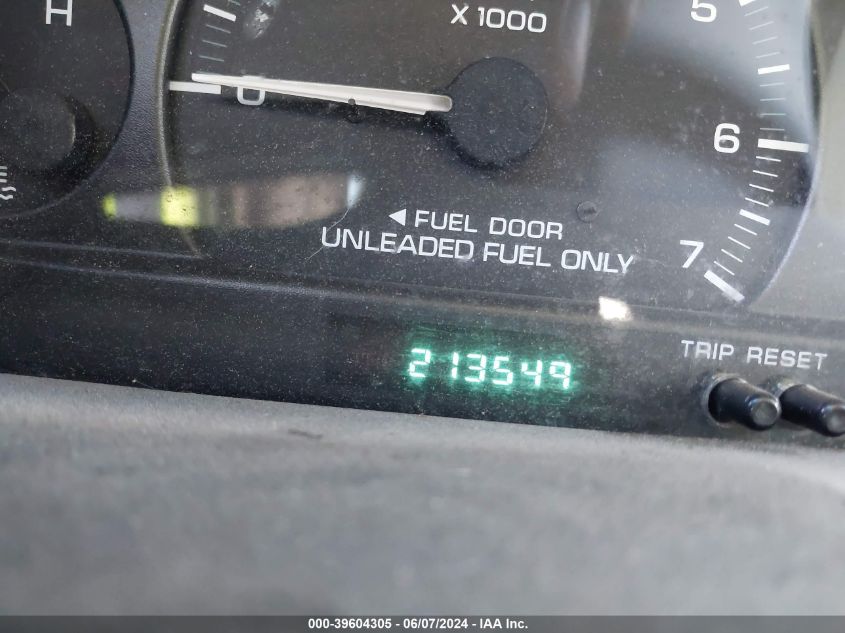 H
X 1000
5
0
6
◄ FUEL DOOR
UNLEADED FUEL ONLY
7
213549
TRIP RESET
000-39604305 - 06/07/2024 - IAA Inc.